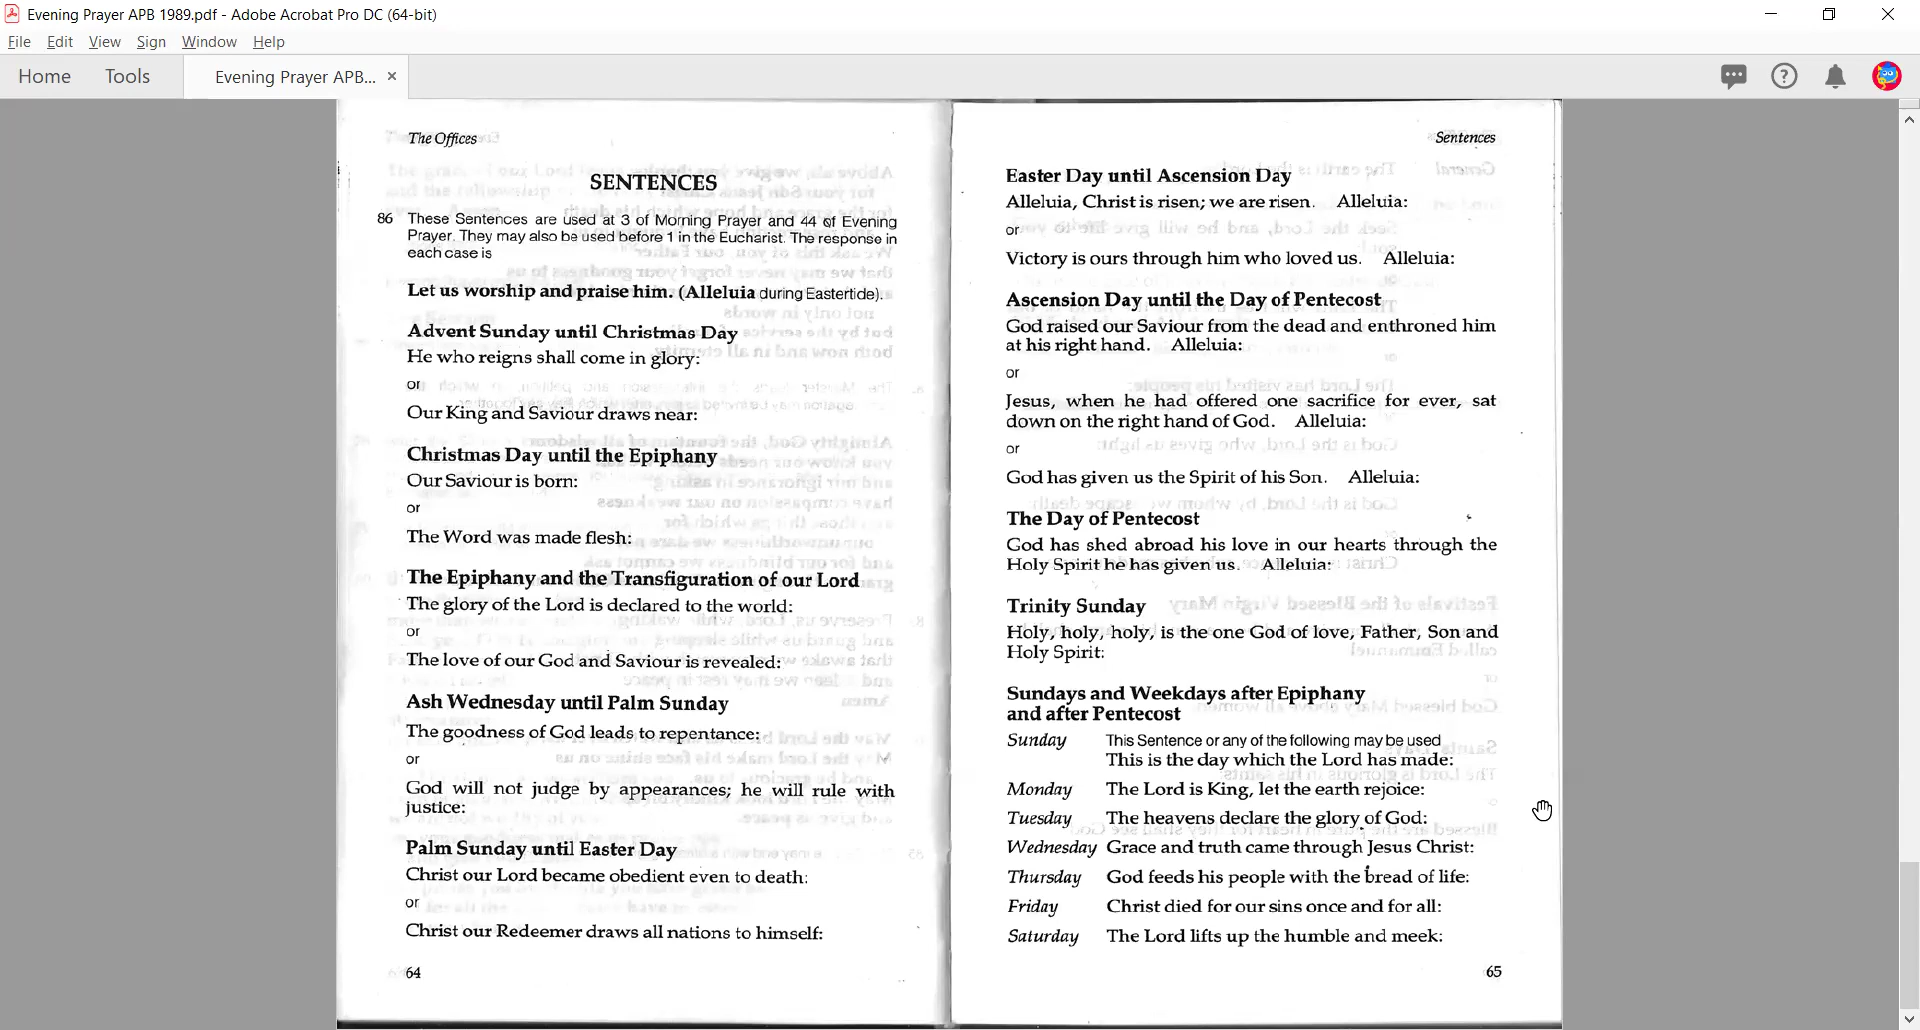 Evening Prayer APB 1989.pdf - Adobe Acrobat Pro DC (64-bit)
File Edit View Sign Window Help
Home Tools Evening Prayer APB... ×
The Offices
SENTENCES
86 These Sentences are used at 3 of Morning Prayer and 44 of Evening
Prayer. They may also be used before 1 in the Eucharist. The response in
each case is
Let us worship and praise him. (Alleluia during Eastertide).
Advent Sunday until Christmas Day
He who reigns shall come in glory:
or
Our King and Saviour draws near:
Christmas Day until the Epiphany
Our Saviour is born:
or
The Word was made flesh:
The Epiphany and the Transfiguration of our Lord
The glory of the Lord is declared to the world:
or
The love of our God and Saviour is revealed:
Ash Wednesday until Palm Sunday
The goodness of God leads to repentance:
or
God will not judge by appearances; he will rule with
justice:
Palm Sunday until Easter Day
Christ our Lord became obedient even to death:
or
Christ our Redeemer draws all nations to himself:
64
Sentences
Easter Day until Ascension Day
Alleluia, Christ is risen; we are risen. Alleluia:
or
Victory is ours through him who loved us. Alleluia:
Ascension Day until the Day of Pentecost
God raised our Saviour from the dead and enthroned him
at his right hand. Alleluia:
or
Jesus, when he had offered one sacrifice for ever, sat
down on the right hand of God. Alleluia:
or
God has given us the Spirit of his Son. Alleluia:
The Day of Pentecost
God has shed abroad his love in our hearts through the
Holy Spirit he has given us. Alleluia:
Trinity Sunday
Holy, holy, holy, is the one God of love, Father, Son and
Holy Spirit:
Sundays and Weekdays after Epiphany
and after Pentecost
Sunday This Sentence or any of the following may be used
This is the day which the Lord has made:
Monday The Lord is King, let the earth rejoice:
Tuesday The heavens declare the glory of God:
Wednesday Grace and truth came through Jesus Christ:
Thursday God feeds his people with the bread of life:
Friday Christ died for our sins once and for all:
Saturday The Lord lifts up the humble and meek:
65